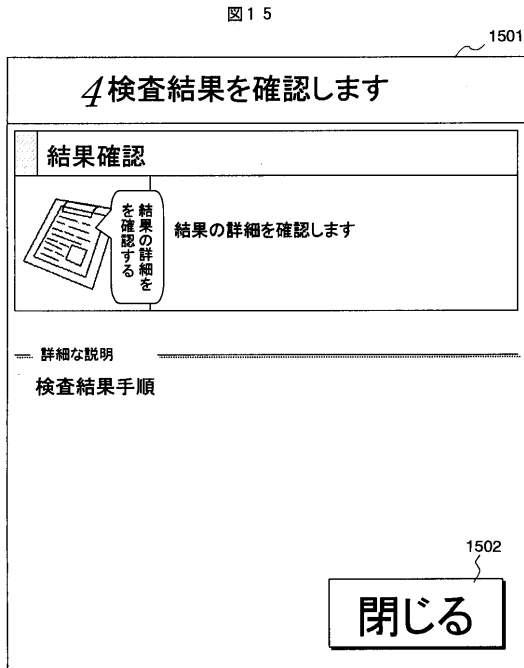 図15
1501
4検査結果を確認します
結果確認
結果の詳細を
を確認する
結果の詳細を確認します
詳細な説明
検査結果手順
1502
閉じる